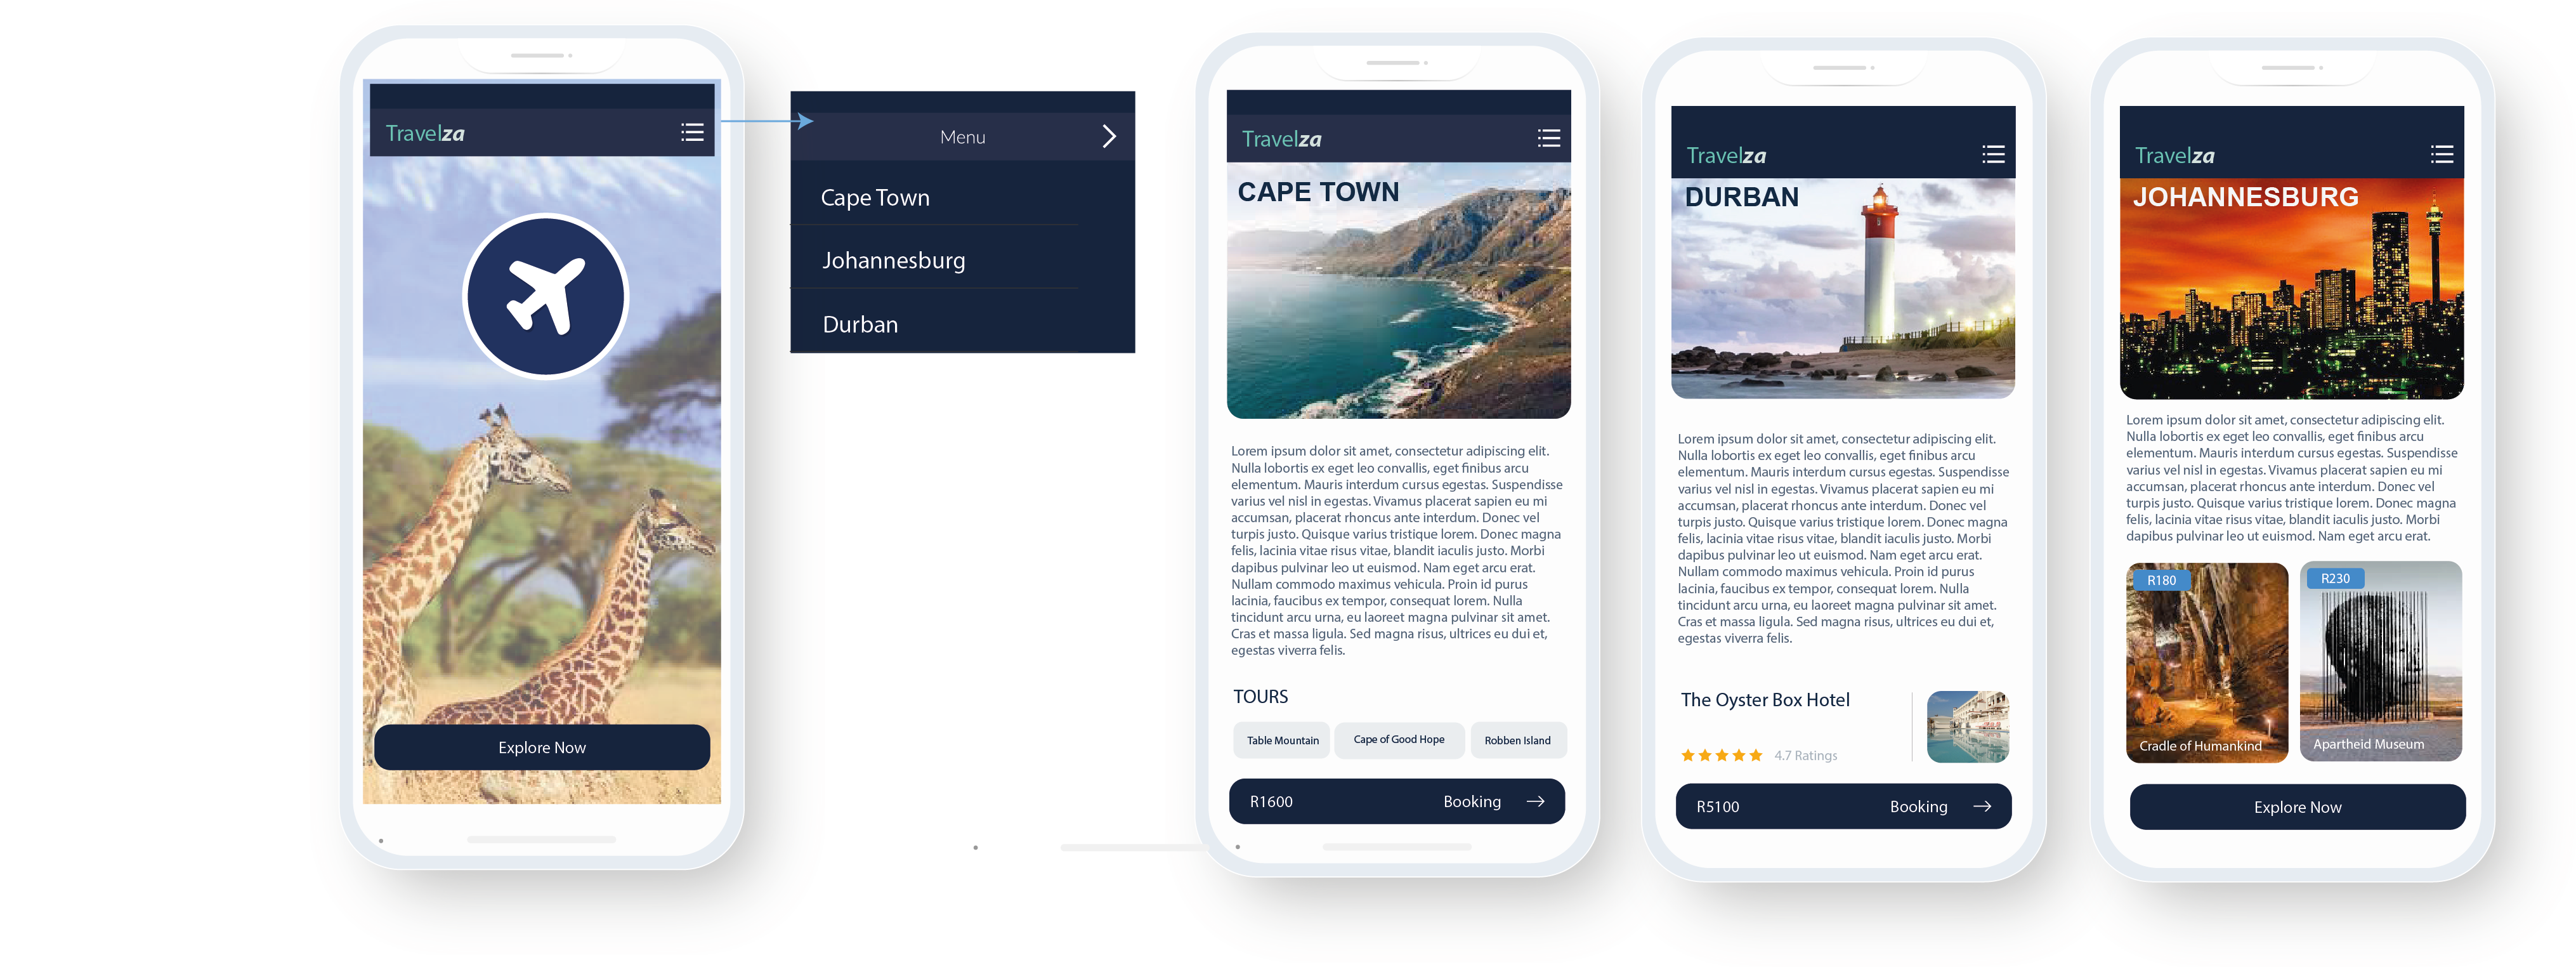 Travelza
Explore Now
Menu
Cape Town
Johannesburg
Durban
Travelza
CAPE TOWN
Lorem ipsum dolor sit amet, consectetur adipiscing elit.
Nulla lobortis ex eget leo convallis, eget finibus arcu
elementum. Mauris interdum cursus egestas. Suspendisse
varius vel nisl in egestas. Vivamus placerat sapien eu mi
accumsan, placerat rhoncus ante interdum. Donec vel
turpis justo. Quisque varius tristique lorem. Donec magna
felis, lacinia vitae risus vitae, blandit iaculis justo. Morbi
dapibus pulvinar leo ut euismod. Nam eget arcu erat.
Nullam commodo maximus vehicula. Proin id purus
lacinia, faucibus ex tempor, consequat lorem. Nulla
tincidunt arcu urna, eu laoreet magna pulvinar sit amet.
Cras et massa ligula. Sed magna risus, ultrices eu dui et,
egestas viverra felis.
TOURS
Table Mountain
Cape of Good Hope
Robben Island
R1600 Booking
Travelza
DURBAN
Lorem ipsum dolor sit amet, consectetur adipiscing elit.
Nulla lobortis ex eget leo convallis, eget finibus arcu
elementum. Mauris interdum cursus egestas. Suspendisse
varius vel nisl in egestas. Vivamus placerat sapien eu mi
accumsan, placerat rhoncus ante interdum. Donec vel
turpis justo. Quisque varius tristique lorem. Donec magna
felis, lacinia vitae risus vitae, blandit iaculis justo. Morbi
dapibus pulvinar leo ut euismod. Nam eget arcu erat.
Nullam commodo maximus vehicula. Proin id purus
lacinia, faucibus ex tempor, consequat lorem. Nulla
tincidunt arcu urna, eu laoreet magna pulvinar sit amet.
Cras et massa ligula. Sed magna risus, ultrices eu dui et,
egestas viverra felis.
The Oyster Box Hotel
4.7 Ratings
R5100 Booking
Travelza
JOHANNESBURG
Lorem ipsum dolor sit amet, consectetur adipiscing elit.
Nulla lobortis ex eget leo convallis, eget finibus arcu
elementum. Mauris interdum cursus egestas. Suspendisse
varius vel nisl in egestas. Vivamus placerat sapien eu mi
accumsan, placerat rhoncus ante interdum. Donec vel
turpis justo. Quisque varius tristique lorem. Donec magna
felis, lacinia vitae risus vitae, blandit iaculis justo. Morbi
dapibus pulvinar leo ut euismod. Nam eget arcu erat.
R180
Cradle of Humankind
R230
Apartheid Museum
Explore Now